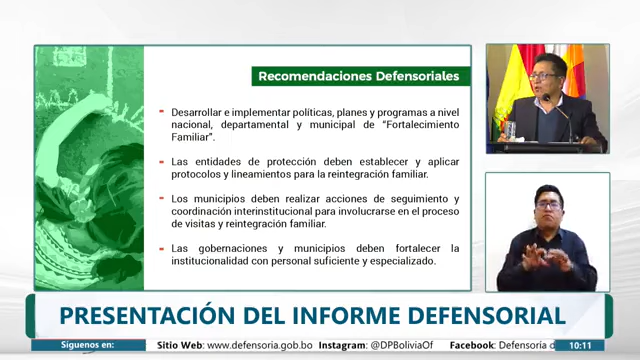 Recomendaciones Defensoriales
- Desarrollar e implementar políticas, planes y programas a nivel
nacional, departamental y municipal de “Fortalecimiento
Familiar”.
- Las entidades de protección deben establecer y aplicar
protocolos y lineamientos para la reintegración familiar.
- Los municipios deben realizar acciones de seguimiento y
coordinación interinstitucional para involucrarse en el proceso
de visitas y reintegración familiar.
- Las gobernaciones y municipios deben fortalecer la
institucionalidad con personal suficiente y especializado.
PRESENTACIÓN DEL INFORME DEFENSORIAL
Síguenos en: Sitio Web: www.defensoria.gob.bo Instagram: @DPBoliviaOf Facebook: Defensoria d 10:11